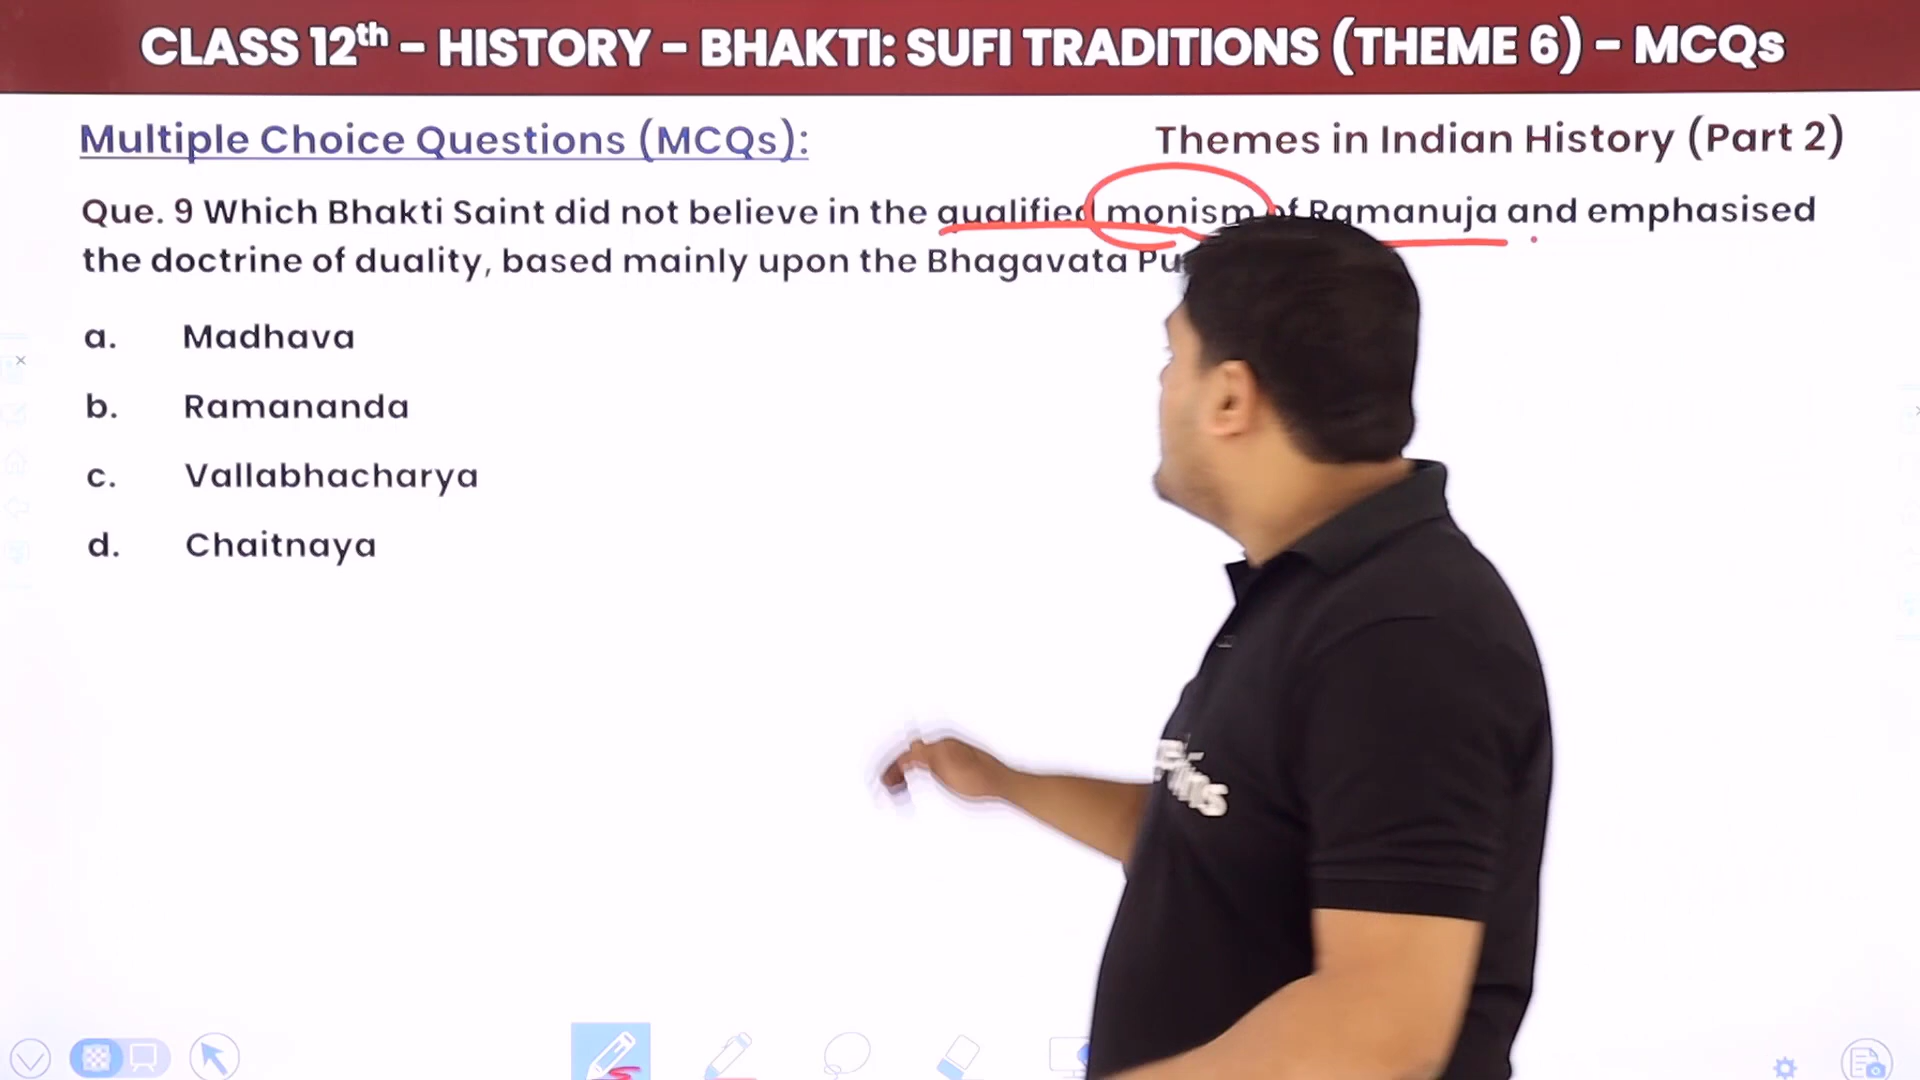 CLASS 12th - HISTORY - BHAKTI: SUFI TRADITIONS (THEME 6) - MCQs
Multiple Choice Questions (MCQs):
Themes in Indian History (Part 2)
Que. 9 Which Bhakti Saint did not believe in the qualified monism of Ramanuja and emphasised
the doctrine of duality, based mainly upon the Bhagavata
a. Madhava
b. Ramananda
c. Vallabhacharya
d. Chaitnaya